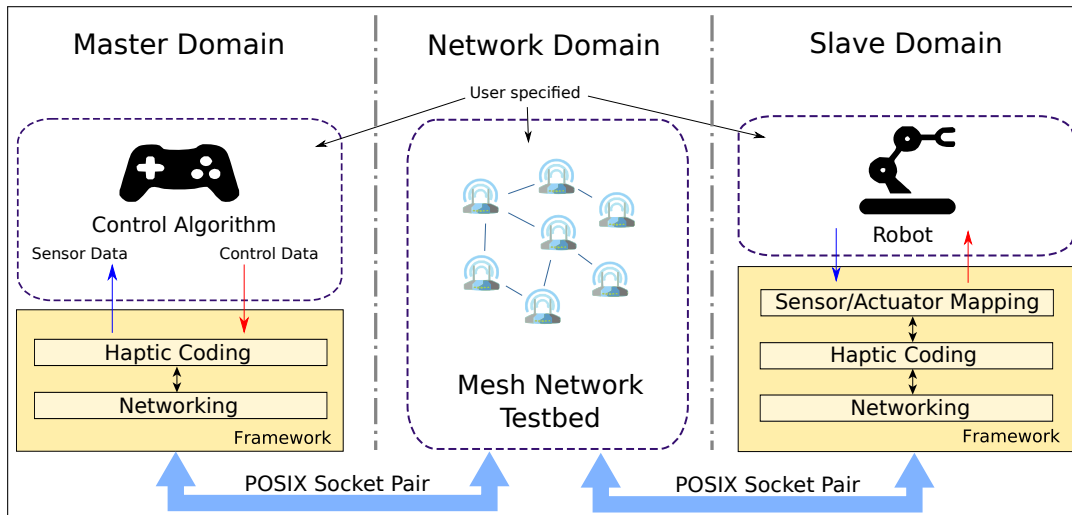 Master Domain
Network Domain
Slave Domain
User specified
Control Algorithm
Sensor Data
Control Data
Robot
Haptic Coding
Networking
Framework
Mesh Network
Testbed
Sensor/Actuator Mapping
Haptic Coding
Networking
Framework
POSIX Socket Pair
POSIX Socket Pair